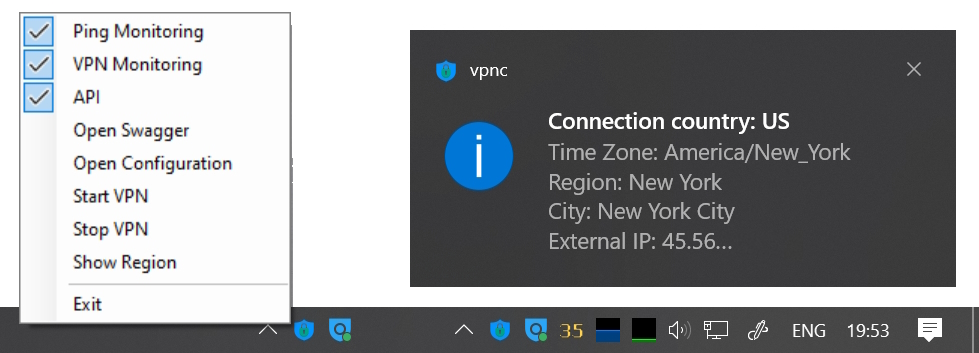 Ping Monitoring
VPN Monitoring
API
Open Swagger
Open Configuration
Start VPN
Stop VPN
Show Region
Exit
vpnc
Connection country: US
Time Zone: America/New_York
Region: New York
City: New York City
External IP: 45.56...
35
ENG
19:53